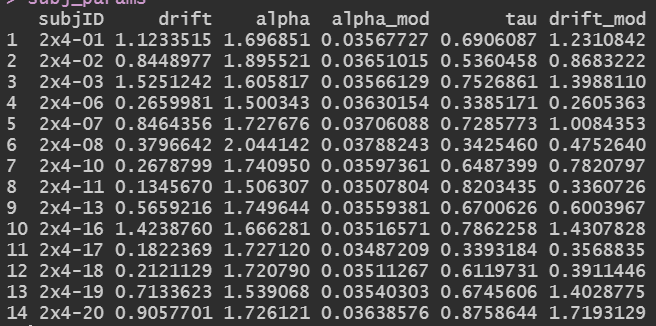 > subj_params
subjID drift alpha alpha_mod tau drift_mod
1 2x4-01 1.1233515 1.696851 0.03567727 0.6906087 1.2310842
2 2x4-02 0.8448977 1.895521 0.03651015 0.5360458 0.8683222
3 2x4-03 1.5251242 1.605817 0.03566129 0.7526861 1.3988110
4 2x4-06 0.2659981 1.500343 0.03630154 0.3385171 0.2605363
5 2x4-07 0.8464356 1.727676 0.03706088 0.7285773 1.0084353
6 2x4-08 0.3796642 2.044142 0.03788243 0.3425460 0.4752640
7 2x4-10 0.2678799 1.740950 0.03597361 0.6487399 0.7820797
8 2x4-11 0.1345670 1.506307 0.03507804 0.8203435 0.3360726
9 2x4-13 0.5659216 1.749644 0.03559381 0.6700626 0.6003967
10 2x4-16 1.4238760 1.666281 0.03516571 0.7862258 1.4307828
11 2x4-17 0.1822369 1.727120 0.03487209 0.3393184 0.3568835
12 2x4-18 0.2121129 1.720790 0.03511267 0.6119731 0.3911446
13 2x4-19 0.7133623 1.539068 0.03540303 0.6745606 1.4028775
14 2x4-20 0.9057701 1.726121 0.03638576 0.8758644 1.7193129